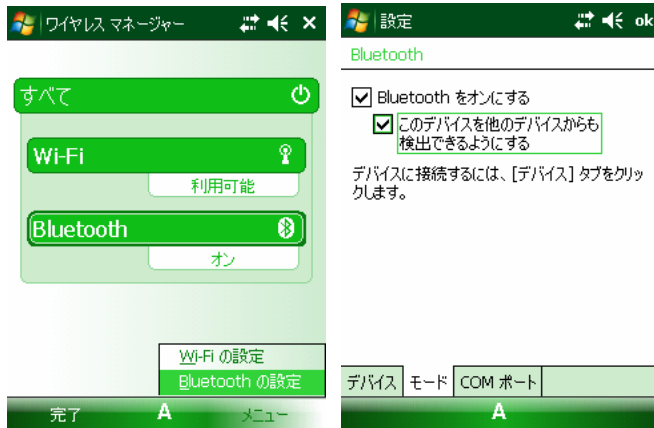 ワイヤレス マネージャー
すべて
Wi-Fi
利用可能
Bluetooth
オン
Wi-Fi の設定
Bluetooth の設定
完了
A
メニュー
設定
ok
Bluetooth
Bluetooth をオンにする
このデバイスを他のデバイスからも
検出できるようにする
デバイスに接続するには、[デバイス] タブをクリッ
クします。
デバイス
モード
COM ポート
A